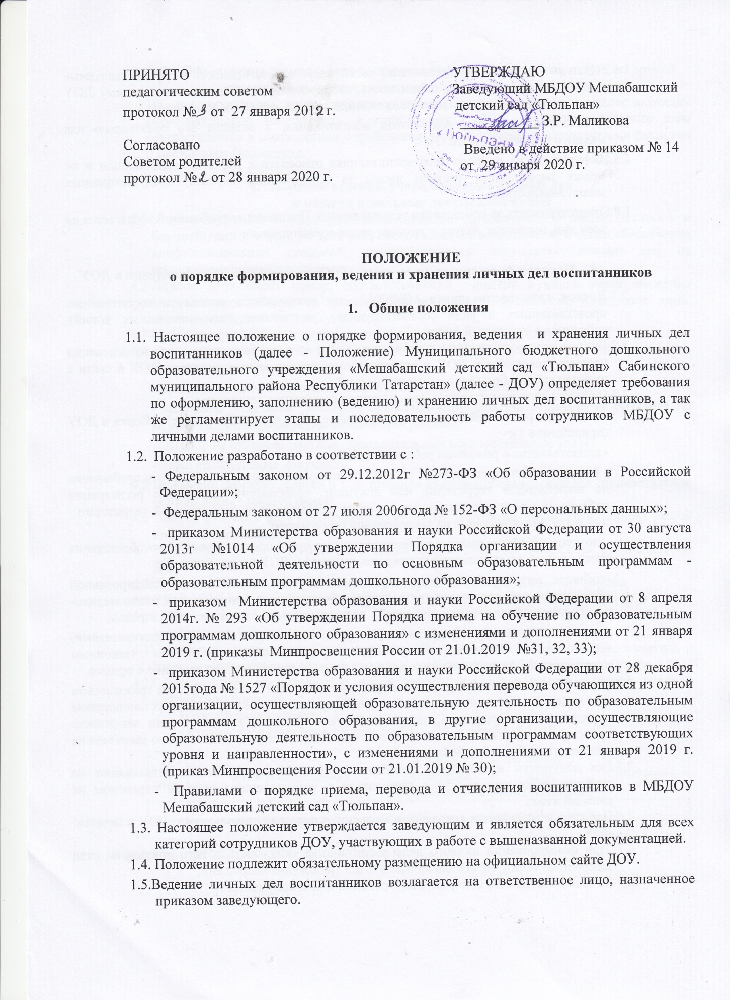 ПРИНЯТО
педагогическим советом
протокол №3 от 27 января 2012 г.
Согласовано
Советом родителей
протокол №2 от 28 января 2020 г.
УТВЕРЖДАЮ
Заведующий МБДОУ Мешабашский
детский сад «Тюльпан»
З.Р. Маликова
Введено в действие приказом № 14
от 29 января 2020 г.
ПОЛОЖЕНИЕ
о порядке формирования, ведения и хранения личных дел воспитанников
1. Общие положения
1.1. Настоящее положение о порядке формирования, ведения и хранения личных дел
воспитанников (далее - Положение) Муниципального бюджетного дошкольного
образовательного учреждения «Мешабашский детский сад «Тюльпан» Сабинского
муниципального района Республики Татарстан» (далее - ДОУ) определяет требования
по оформлению, заполнению (ведению) и хранению личных дел воспитанников, а так
же регламентирует этапы и последовательность работы сотрудников МБДОУ с
личными делами воспитанников.
1.2. Положение разработано в соответствии с :
- Федеральным законом от 29.12.2012г №273-ФЗ «Об образовании в Российской
Федерации»;
- Федеральным законом от 27 июля 2006года № 152-ФЗ «О персональных данных»;
- приказом Министерства образования и науки Российской Федерации от 30 августа
2013г №1014 «Об утверждении Порядка организации и осуществления
образовательной деятельности по основным образовательным программам -
образовательным программам дошкольного образования»;
- приказом Министерства образования и науки Российской Федерации от 8 апреля
2014г. № 293 «Об утверждении Порядка приема на обучение по образовательным
программам дошкольного образования» с изменениями и дополнениями от 21 января
2019 г. (приказы Минпросвещения России от 21.01.2019 №31, 32, 33);
- приказом Министерства образования и науки Российской Федерации от 28 декабря
2015года № 1527 «Порядок и условия осуществления перевода обучающихся из одной
организации, осуществляющей образовательную деятельность по образовательным
программам дошкольного образования, в другие организации, осуществляющие
образовательную деятельность по образовательным программам соответствующих
уровня и направленности», с изменениями и дополнениями от 21 января 2019 г.
(приказ Минпросвещения России от 21.01.2019 № 30);
- Правилами о порядке приема, перевода и отчисления воспитанников в МБДОУ
Мешабашский детский сад «Тюльпан».
1.3. Настоящее положение утверждается заведующим и является обязательным для всех
категорий сотрудников ДОУ, участвующих в работе с вышеназванной документацией.
1.4. Положение подлежит обязательному размещению на официальном сайте ДОУ.
1.5.Ведение личных дел воспитанников возлагается на ответственное лицо, назначенное
приказом заведующего.